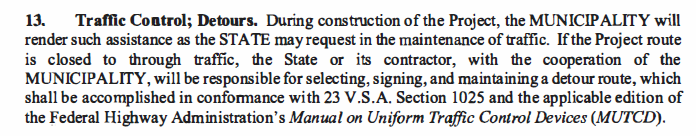 13. Traffic Control; Detours. During construction of the Project, the MUNICIPALITY will
render such assistance as the STATE may request in the maintenance of traffic. If the Project route
is closed to through traffic, the State or its contractor, with the cooperation of the
MUNICIPALITY, will be responsible for selecting, signing, and maintaining a detour route, which
shall be accomplished in conformance with 23 V.S.A. Section 1025 and the applicable edition of
the Federal Highway Administration's Manual on Uniform Traffic Control Devices (MUTCD).